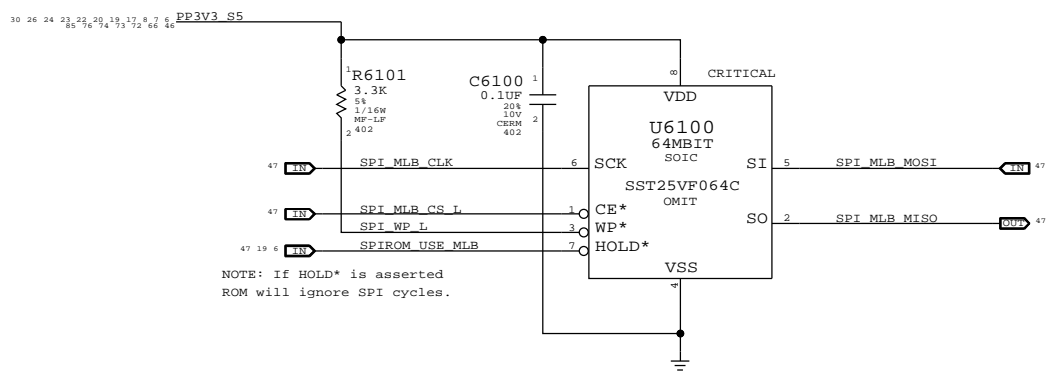 30 26 24 23 22 20 19 17 8 7 6 PP3V3_S5
85 76 74 73 72 66 46
1
R6101
3.3K
5%
1/16W
MF-LF
402
2
C6100
0.1UF
20%
10V
CERM
402
1
2
8
CRITICAL
VDD
U6100
64MBIT
SOIC
SST25VF064C
OMIT
47 IN SPI_MLB_CLK 6 SCK
SI 5 SPI_MLB_MOSI IN 47
47 IN SPI_MLB_CS_L 1 CE*
SPI_WP_L 3 WP*
SO 2 SPI_MLB_MISO OUT 47
47 19 6 IN SPIROM_USE_MLB 7 HOLD*
VSS
4
NOTE: If HOLD* is asserted
ROM will ignore SPI cycles.